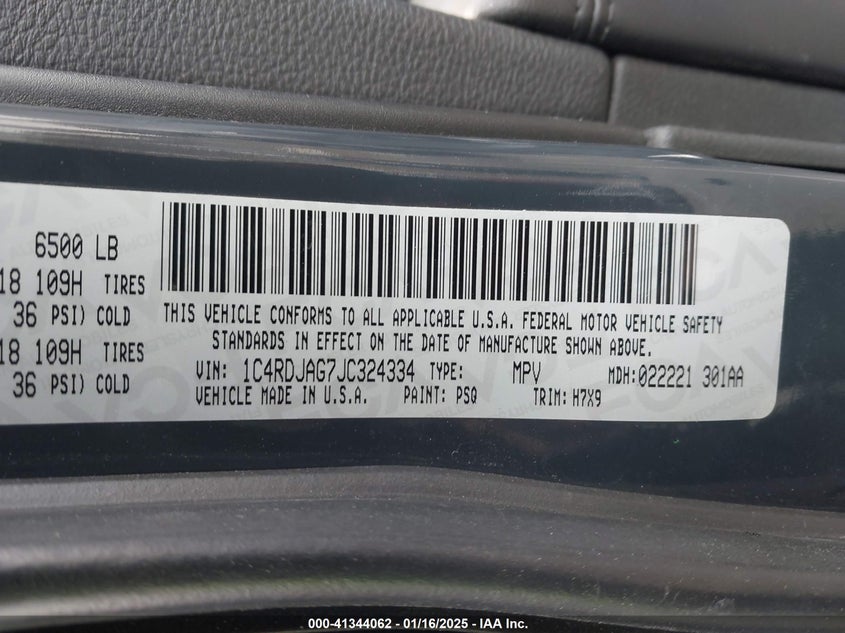 6500 LB
18 109H TIRES
36 PSI) COLD
18 109H TIRES
36 PSI) COLD
THIS VEHICLE CONFORMS TO ALL APPLICABLE U.S.A. FEDERAL MOTOR VEHICLE SAFETY
STANDARDS IN EFFECT ON THE DATE OF MANUFACTURE SHOWN ABOVE.
VIN: 1C4RDJAG7JC324334 TYPE: MPV MDH:022221 301AA
VEHICLE MADE IN U.S.A. PAINT: PSQ TRIM: H7X9
000-41344062 - 01/16/2025 - IAA Inc.